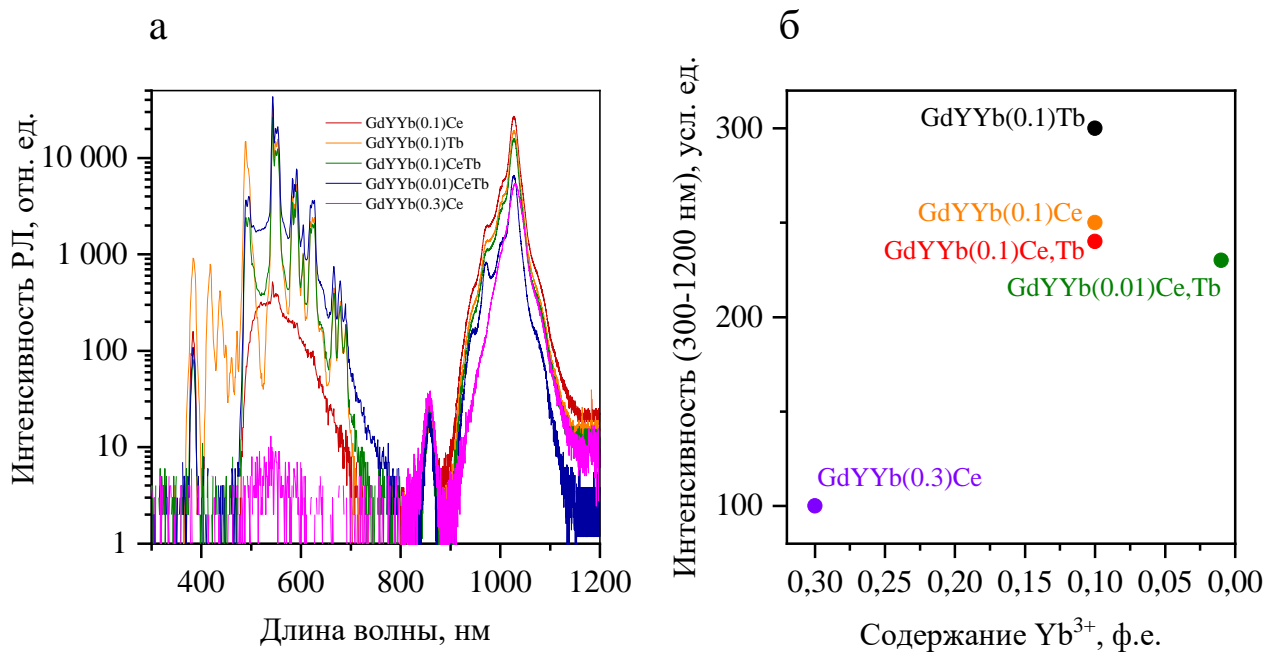 а
Интенсивность РЛ, отн. ед.
10 000
1 000
100
10
1
GdYYb(0.1)Ce
GdYYb(0.1)Tb
GdYYb(0.1)CeTb
GdYYb(0.01)CeTb
GdYYb(0.3)Ce
400
600
800
1000
1200
Длина волны, нм
б
Интенсивность (300-1200 нм), усл. ед.
300
200
100
GdYYb(0.1)Tb
GdYYb(0.1)Ce
GdYYb(0.1)Ce,Tb
GdYYb(0.01)Ce,Tb
GdYYb(0.3)Ce
0,30
0,25
0,20
0,15
0,10
0,05
0,00
Содержание Yb³⁺, ф.е.